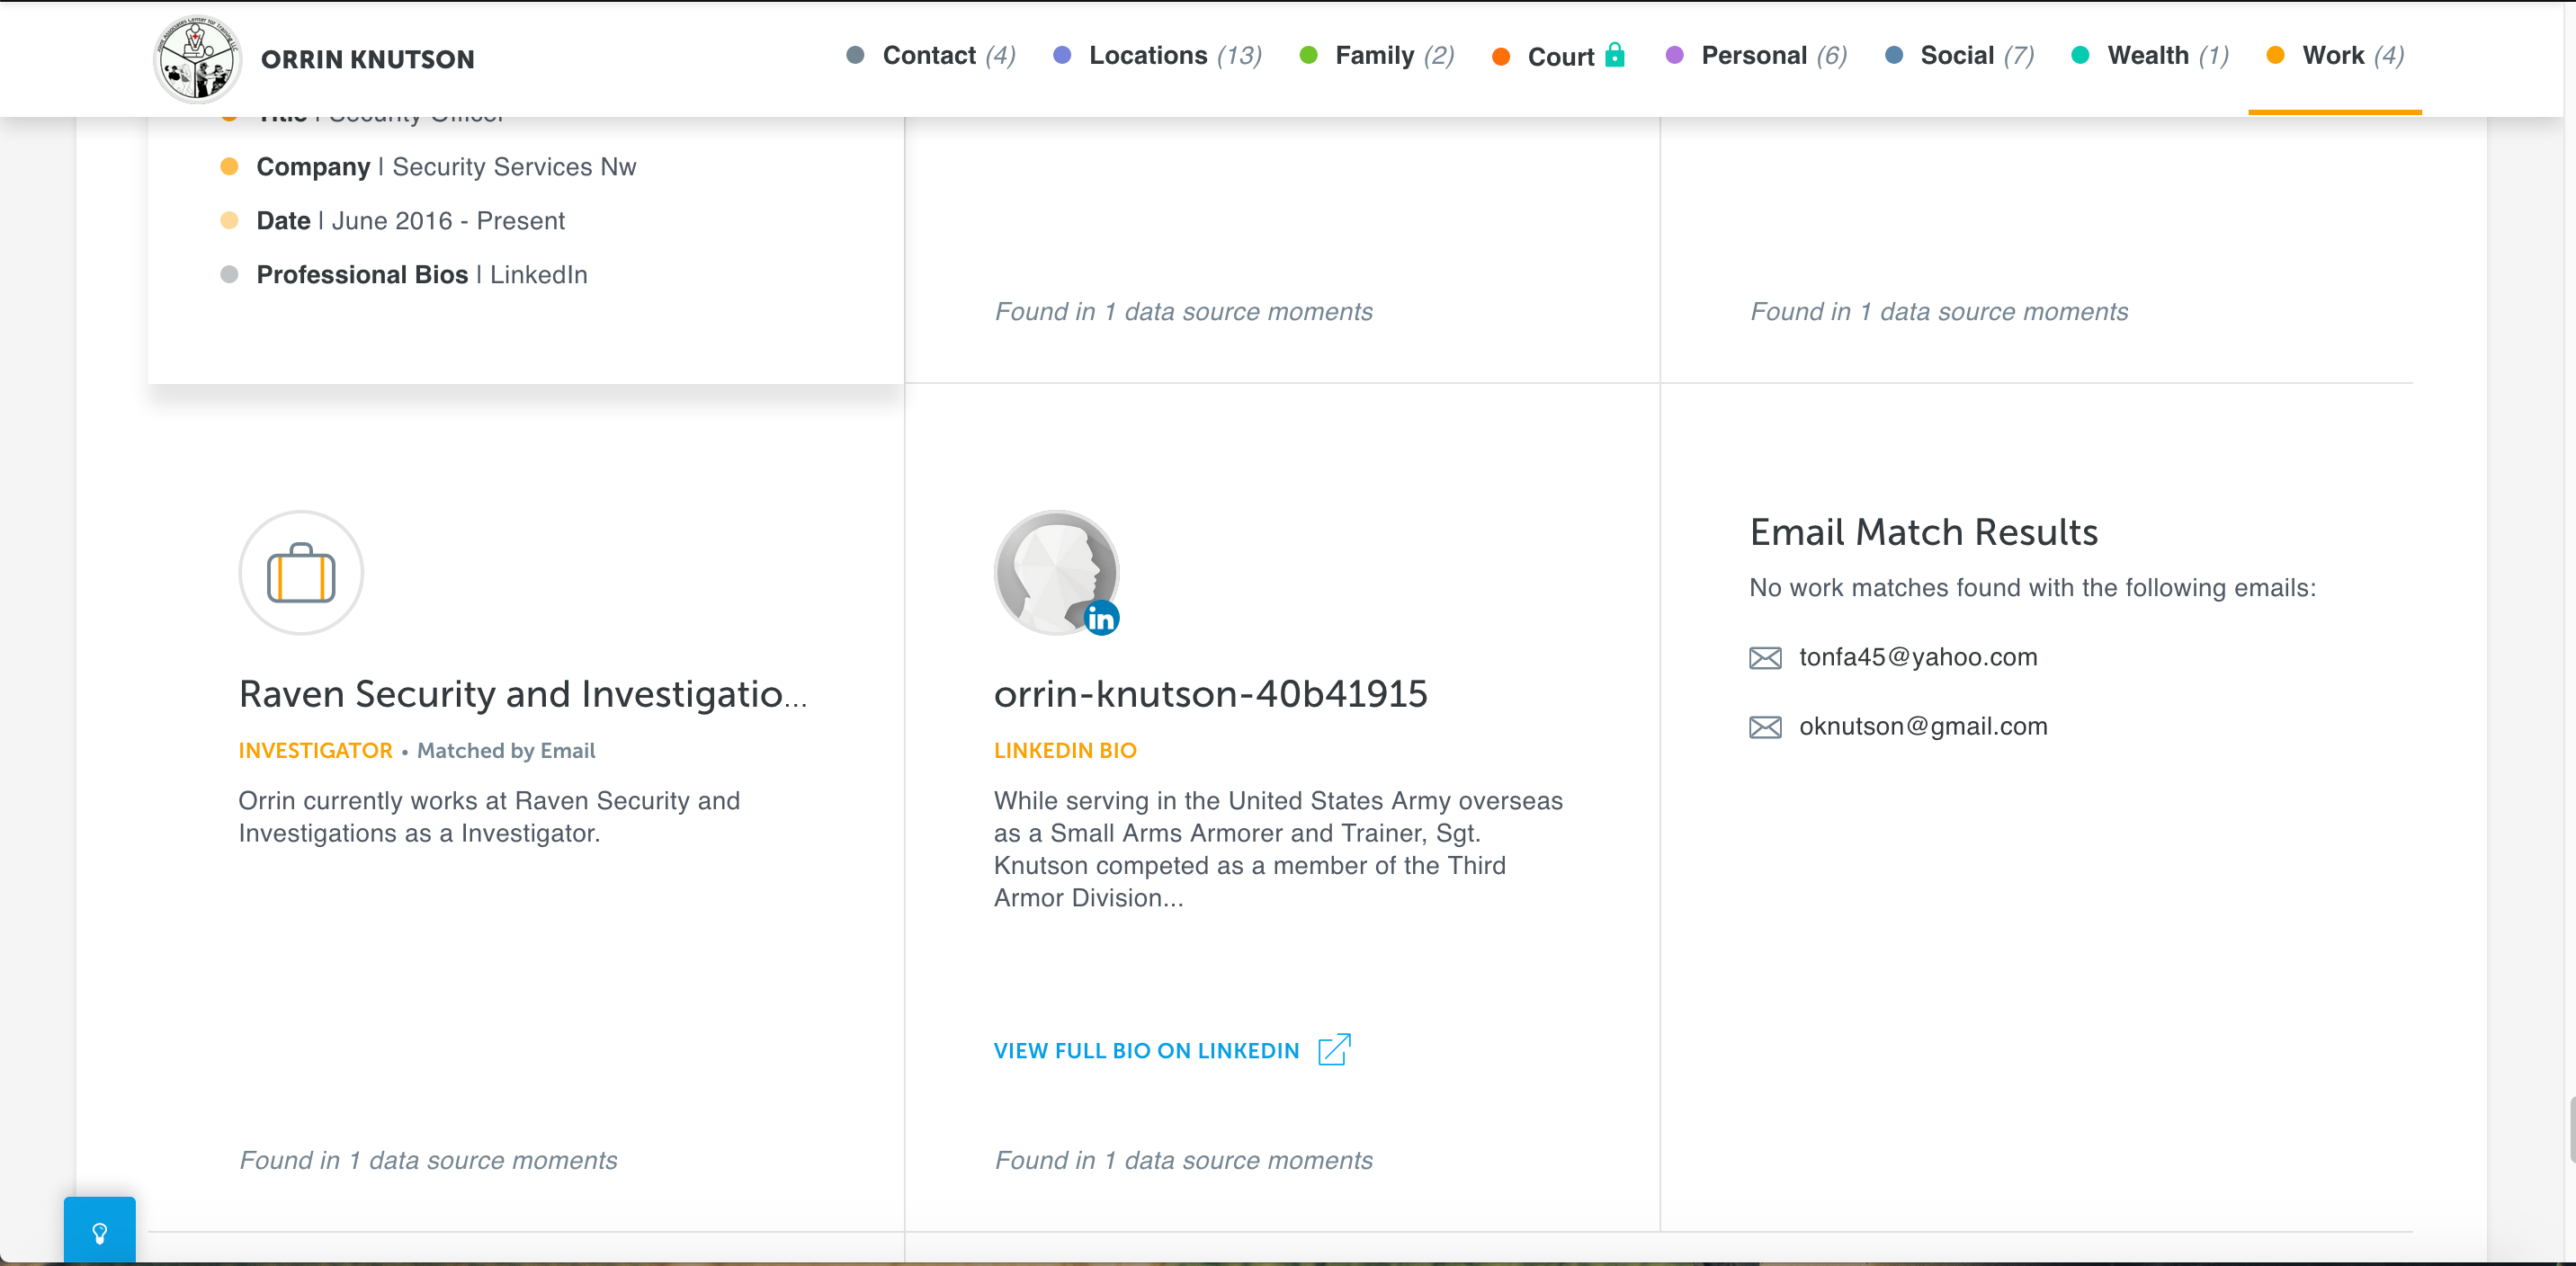 ORRIN KNUTSON
Contact (4)
Locations (13)
Family (2)
Court
Personal (6)
Social (7)
Wealth (1)
Work (4)
Title | Security Officer
Company | Security Services Nw
Date | June 2016 - Present
Professional Bios | LinkedIn
Found in 1 data source moments
Found in 1 data source moments
Raven Security and Investigatio...
INVESTIGATOR • Matched by Email
Orrin currently works at Raven Security and
Investigations as a Investigator.
Found in 1 data source moments
in
orrin-knutson-40b41915
LINKEDIN BIO
While serving in the United States Army overseas
as a Small Arms Armorer and Trainer, Sgt.
Knutson competed as a member of the Third
Armor Division...
VIEW FULL BIO ON LINKEDIN
Found in 1 data source moments
Email Match Results
No work matches found with the following emails:
tonfa45@yahoo.com
oknutson@gmail.com